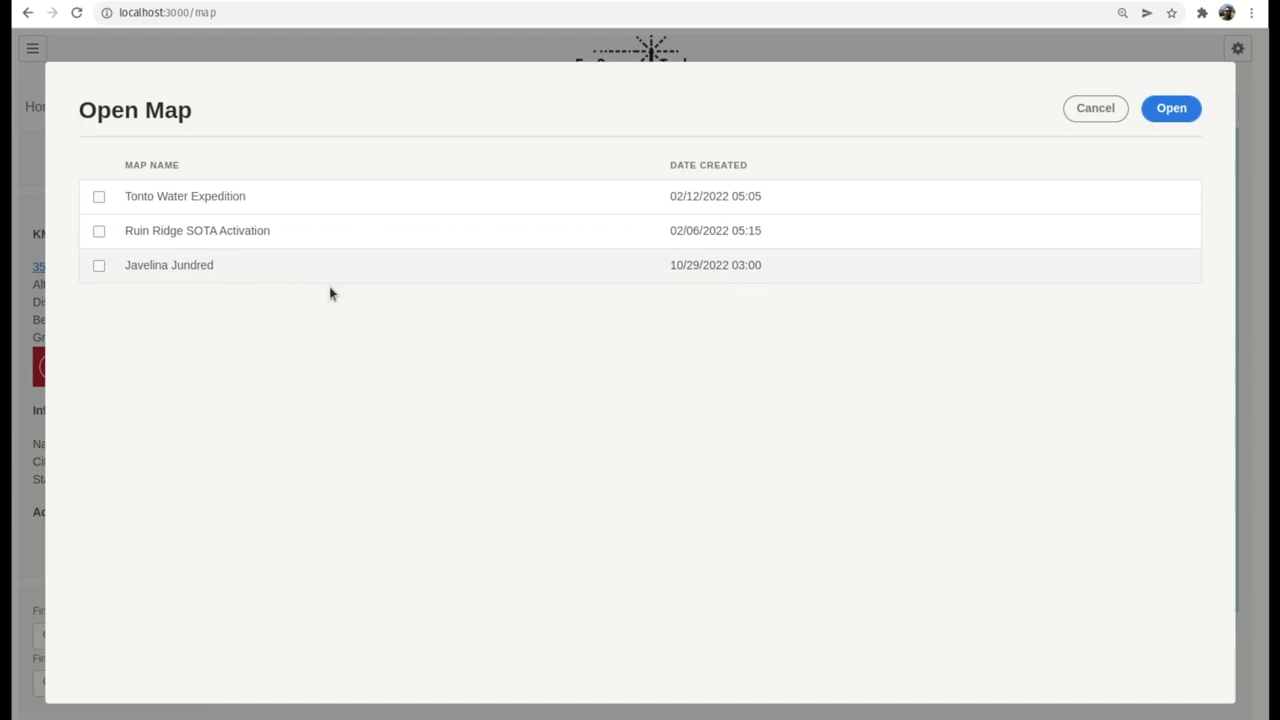 localhost:3000/map
Open Map
Cancel
Open
MAP NAME
DATE CREATED
Tonto Water Expedition
02/12/2022 05:05
Ruin Ridge SOTA Activation
02/06/2022 05:15
Javelina Jundred
10/29/2022 03:00
35